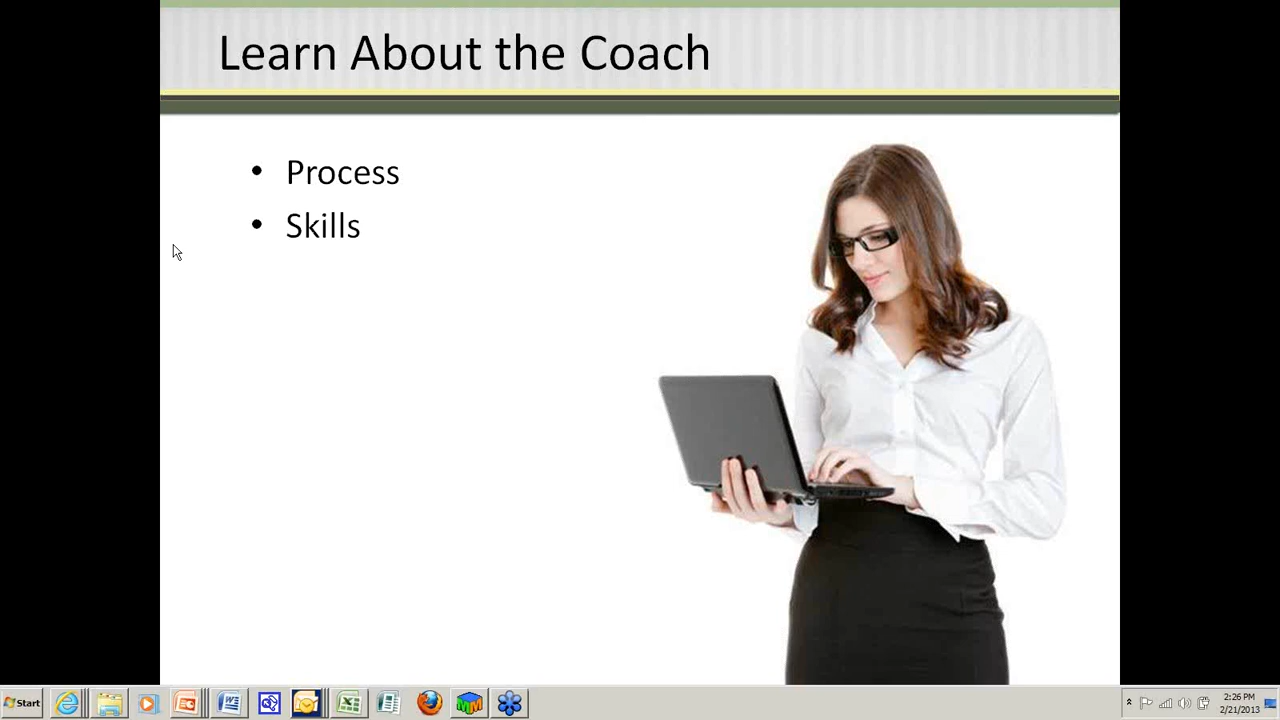 Learn About the Coach
• Process
• Skills
Start
2:26 PM
2/21/2013